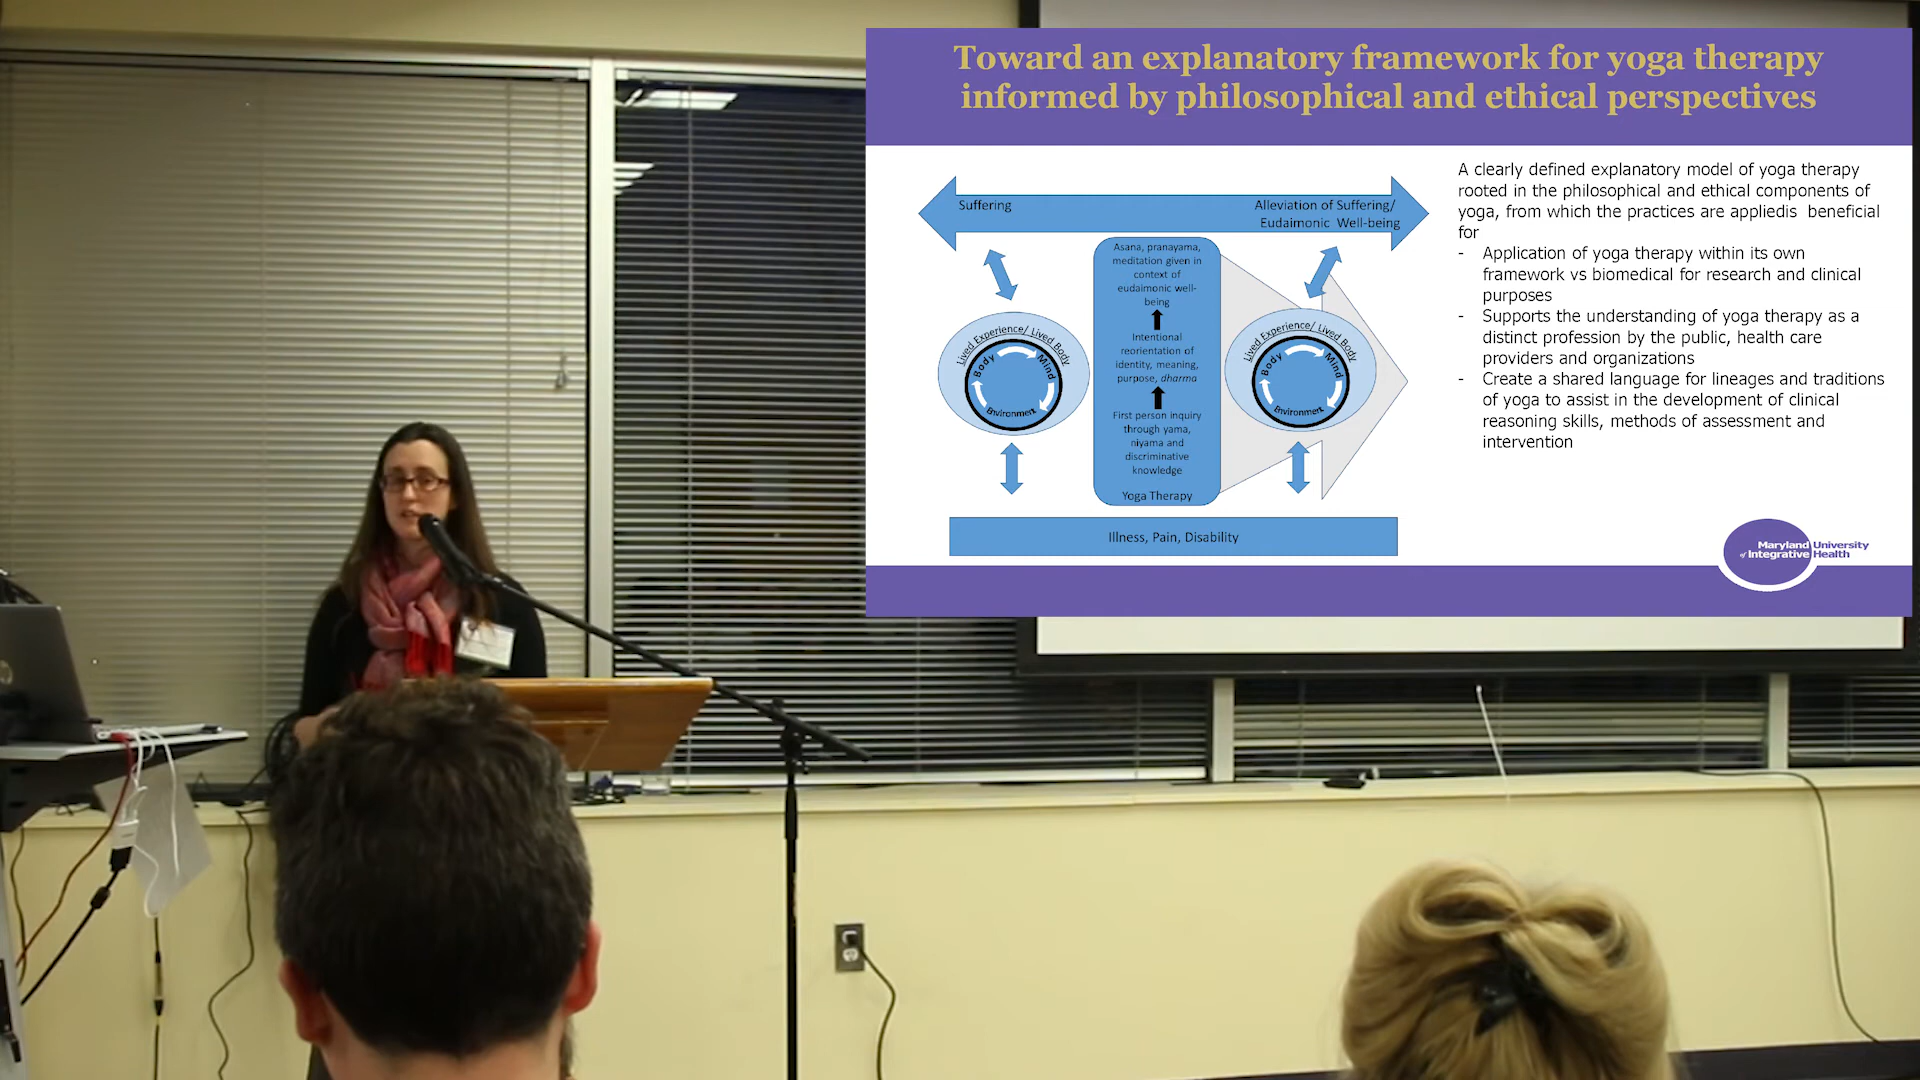 Toward an explanatory framework for yoga therapy
informed by philosophical and ethical perspectives
Suffering
Alleviation of Suffering/
Eudaimonic Well-being
Asana, pranayama,
meditation given in
context of
eudaimonic well-
being
Intentional
reorientation of
identity, meaning,
purpose, dharma
First person inquiry
through yama,
niyama and
discriminative
knowledge
Yoga Therapy
Lived Experience/ Lived Body
Body
Mind
Environment
Lived Experience/ Lived Body
Body
Mind
Environment
Illness, Pain, Disability
A clearly defined explanatory model of yoga therapy
rooted in the philosophical and ethical components of
yoga, from which the practices are appliedis beneficial
for
- Application of yoga therapy within its own
framework vs biomedical for research and clinical
purposes
- Supports the understanding of yoga therapy as a
distinct profession by the public, health care
providers and organizations
- Create a shared language for lineages and traditions
of yoga to assist in the development of clinical
reasoning skills, methods of assessment and
intervention
Maryland University
of Integrative Health